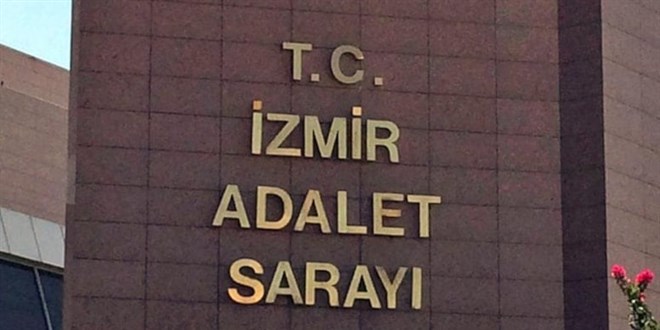 T.C.
İZMİR
ADALET
SARAYI